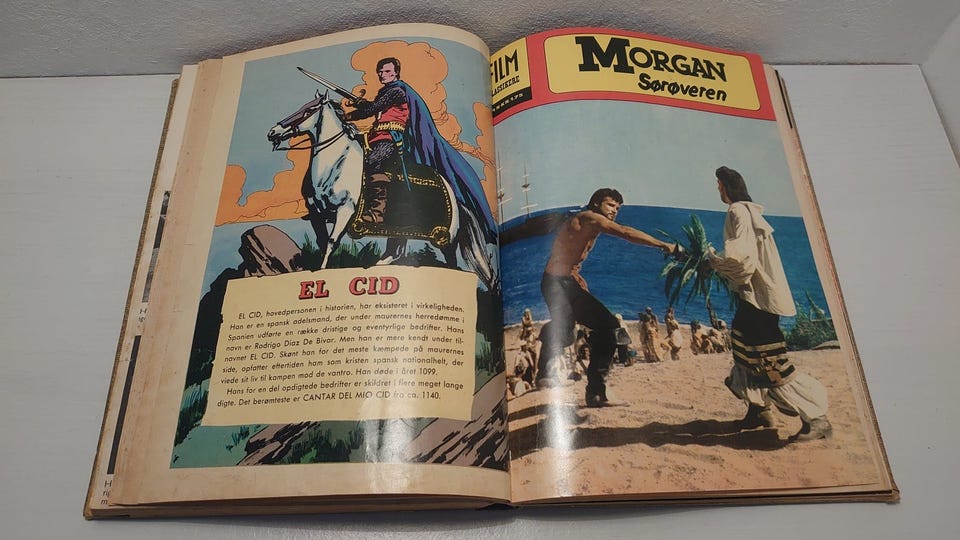 EL CID
EL CID, hovedpersonen i historien, har eksisteret i virkeligheden.
Han er en spansk adelsmand, der under maurernes herredømme i
Spanien udførte en række dristige og eventyrlige bedrifter. Hans
navn er Rodrigo Diaz De Bivar. Men han er mere kendt under til-
navnet EL CID. Skønt han for det meste kæmpede på maurernes
side, opfatter eftertiden ham som kristen spansk nationalhelt, der
viede sit liv til kampen mod de vantro. Han døde i året 1099.
Hans for en del opdigtede bedrifter er skildret i flere meget lange
digte. Det berømteste er CANTAR DEL MIO CID fra ca. 1140.
FILM
MORGAN
Sørøveren